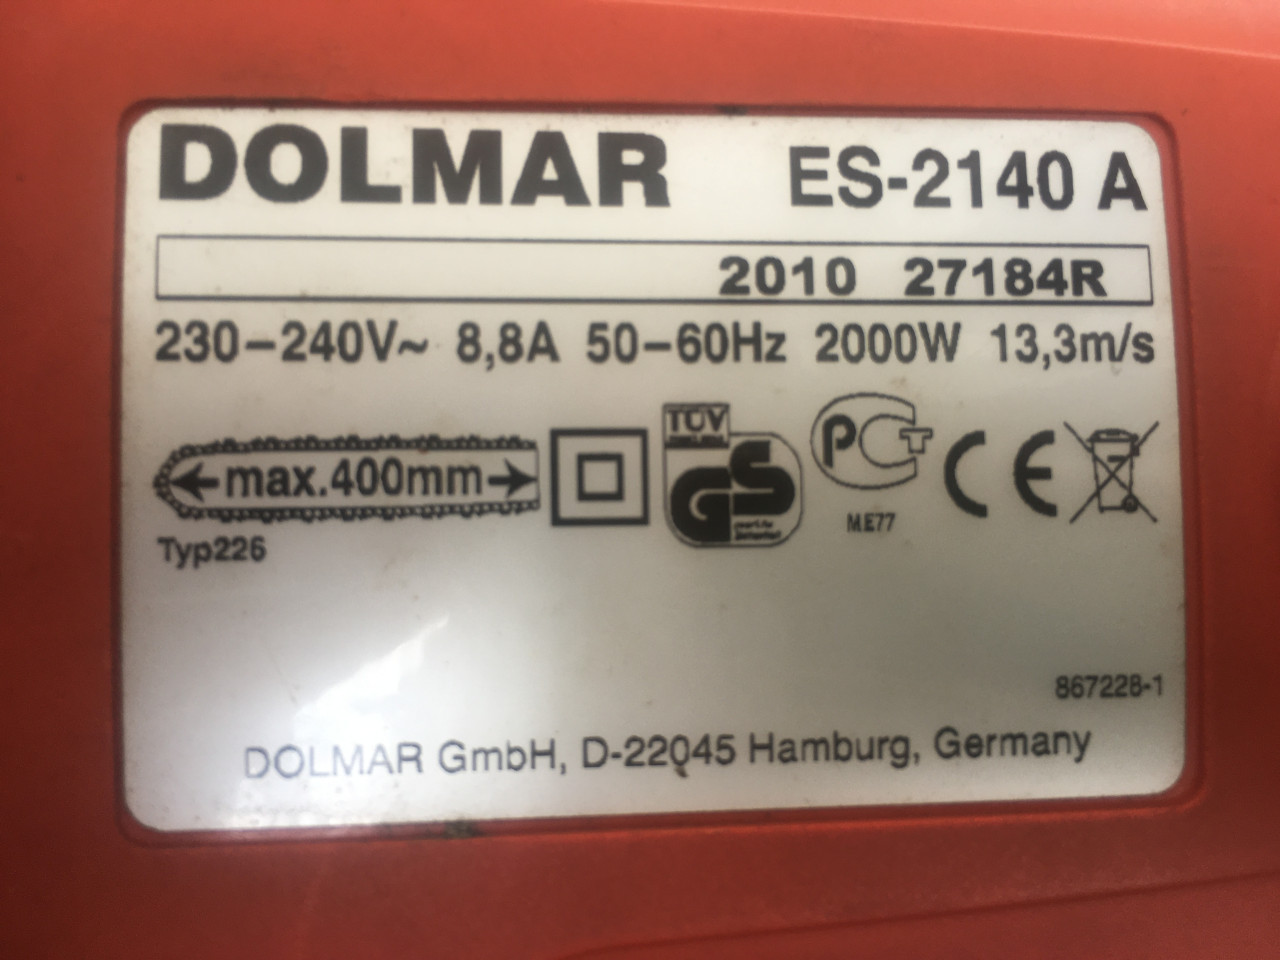 DOLMAR ES-2140 A
2010 27184R
230-240V~ 8,8A 50-60Hz 2000W 13,3m/s
max.400mm
Typ226
TÜV
GS
PCT
ME77
CE
867228-1
DOLMAR GmbH, D-22045 Hamburg, Germany